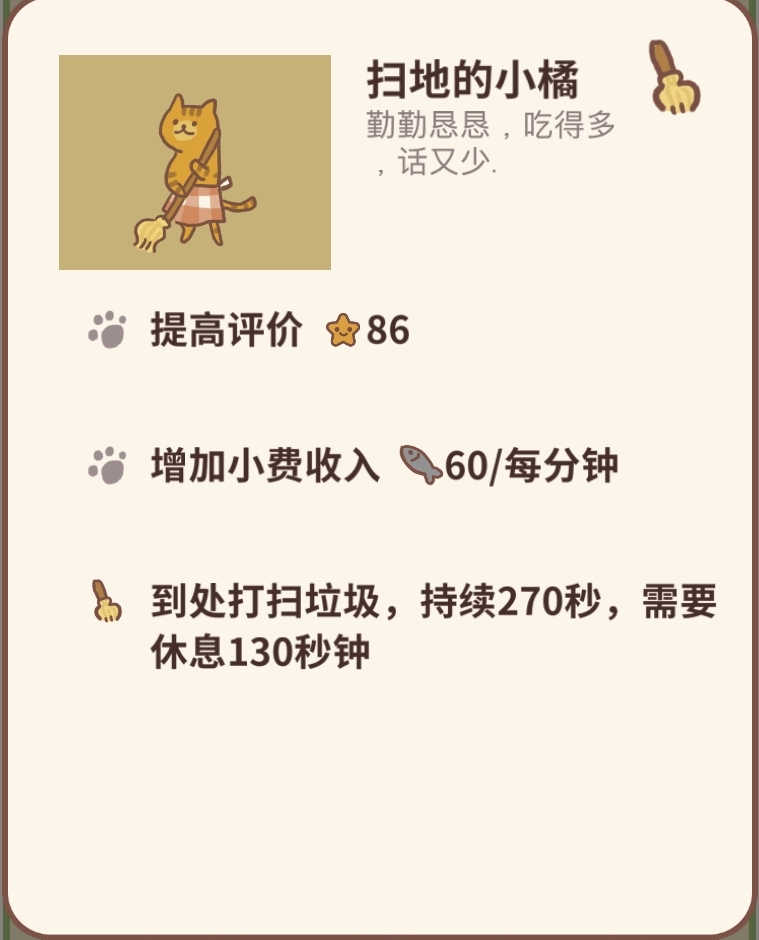 扫地的小橘
勤勤恳恳，吃得多
，话又少.
提高评价 86
增加小费收入 60/每分钟
到处打扫垃圾，持续270秒，需要
休息130秒钟